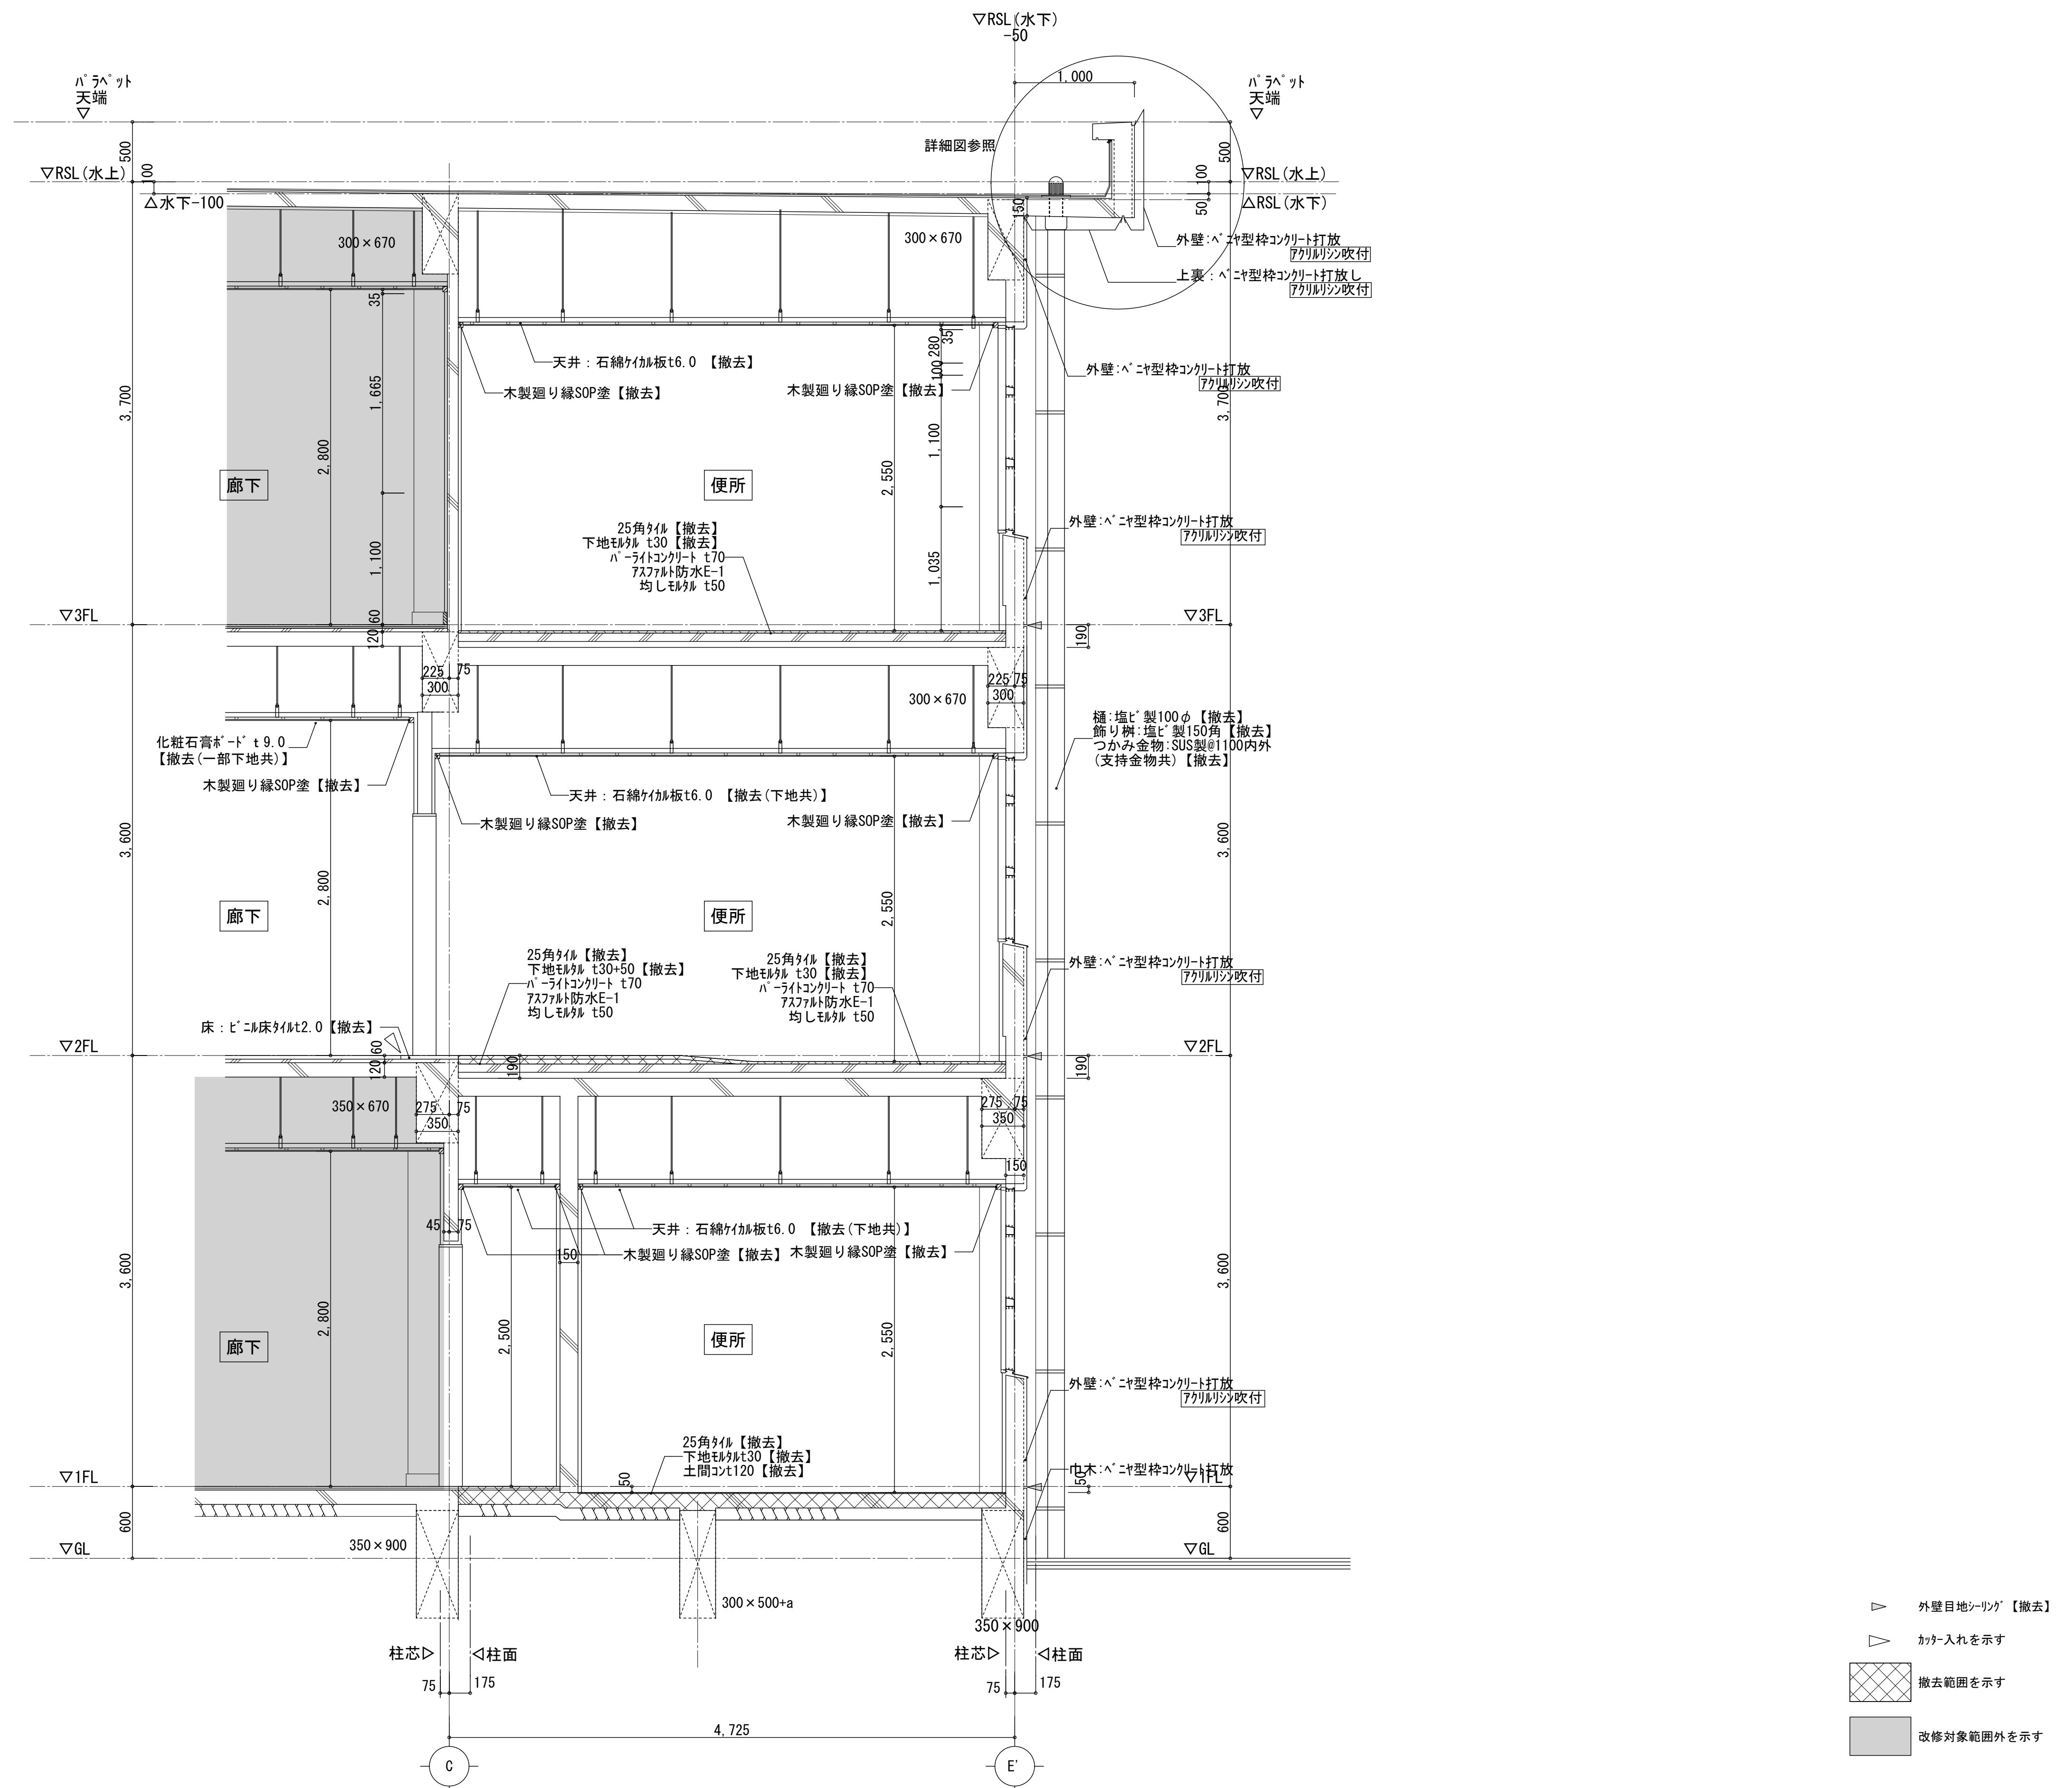 ▽RSL(水下)
-50
1,000
ﾊﾟﾗﾍﾟｯﾄ
天端
▽
ﾊﾟﾗﾍﾟｯﾄ
天端
▽
詳細図参照
500
100
▽RSL(水上)
△水下-100
500
100
50
▽RSL(水上)
△RSL(水下)
150
300×670
300×670
外壁:ﾍﾞﾆﾔ型枠ｺﾝｸﾘｰﾄ打放
ｱｸﾘﾙﾘｼﾝ吹付
上裏：ﾍﾞﾆﾔ型枠ｺﾝｸﾘｰﾄ打放し
ｱｸﾘﾙﾘｼﾝ吹付
35
35
280
100
天井：石綿ｹｲｶﾙ板t6.0 【撤去】
木製廻り縁SOP塗【撤去】
木製廻り縁SOP塗【撤去】
外壁:ﾍﾞﾆﾔ型枠ｺﾝｸﾘｰﾄ打放
ｱｸﾘﾙﾘｼﾝ吹付
3,700
1,665
2,800
1,100
2,550
3,700
廊下
便所
25角ﾀｲﾙ【撤去】
下地ﾓﾙﾀﾙ t30【撤去】
ﾊﾟｰﾗｲﾄｺﾝｸﾘｰﾄ t70
ｱｽﾌｧﾙﾄ防水E-1
均しﾓﾙﾀﾙ t50
外壁:ﾍﾞﾆﾔ型枠ｺﾝｸﾘｰﾄ打放
ｱｸﾘﾙﾘｼﾝ吹付
1,100
1,035
▽3FL
60
120
▽3FL
190
225
75
300
225
75
300
300×670
化粧石膏ﾎﾞｰﾄﾞｔ9.0
【撤去(一部下地共)】
木製廻り縁SOP塗【撤去】
樋:塩ﾋﾞ製100φ【撤去】
飾り桝:塩ﾋﾞ製150角【撤去】
つかみ金物:SUS製@1100内外
(支持金物共)【撤去】
天井：石綿ｹｲｶﾙ板t6.0 【撤去(下地共)】
木製廻り縁SOP塗【撤去】
木製廻り縁SOP塗【撤去】
3,600
2,800
2,550
3,600
廊下
便所
25角ﾀｲﾙ【撤去】
下地ﾓﾙﾀﾙ t30+50【撤去】
ﾊﾟｰﾗｲﾄｺﾝｸﾘｰﾄ t70
ｱｽﾌｧﾙﾄ防水E-1
均しﾓﾙﾀﾙ t50
25角ﾀｲﾙ【撤去】
下地ﾓﾙﾀﾙ t30【撤去】
ﾊﾟｰﾗｲﾄｺﾝｸﾘｰﾄ t70
ｱｽﾌｧﾙﾄ防水E-1
均しﾓﾙﾀﾙ t50
外壁:ﾍﾞﾆﾔ型枠ｺﾝｸﾘｰﾄ打放
ｱｸﾘﾙﾘｼﾝ吹付
床：ﾋﾞﾆﾙ床ﾀｲﾙt2.0【撤去】
▽2FL
60
120
190
▽2FL
190
350×670
275
75
350
275
75
350
150
45
75
天井：石綿ｹｲｶﾙ板t6.0 【撤去(下地共)】
150
木製廻り縁SOP塗【撤去】
木製廻り縁SOP塗【撤去】
3,600
2,800
2,500
2,550
3,600
廊下
便所
外壁:ﾍﾞﾆﾔ型枠ｺﾝｸﾘｰﾄ打放
ｱｸﾘﾙﾘｼﾝ吹付
25角ﾀｲﾙ【撤去】
下地ﾓﾙﾀﾙt30【撤去】
土間ｺﾝt120【撤去】
巾木:ﾍﾞﾆﾔ型枠ｺﾝｸﾘｰﾄ打放
▽1FL
50
▽1FL
50
600
600
▽GL
▽GL
350×900
300×500+a
350×900
柱芯▷
◁柱面
柱芯▷
◁柱面
75
175
75
175
4,725
C
E'
外壁目地ｼｰﾘﾝｸﾞ【撤去】
ｶｯﾀｰ入れを示す
撤去範囲を示す
改修対象範囲外を示す